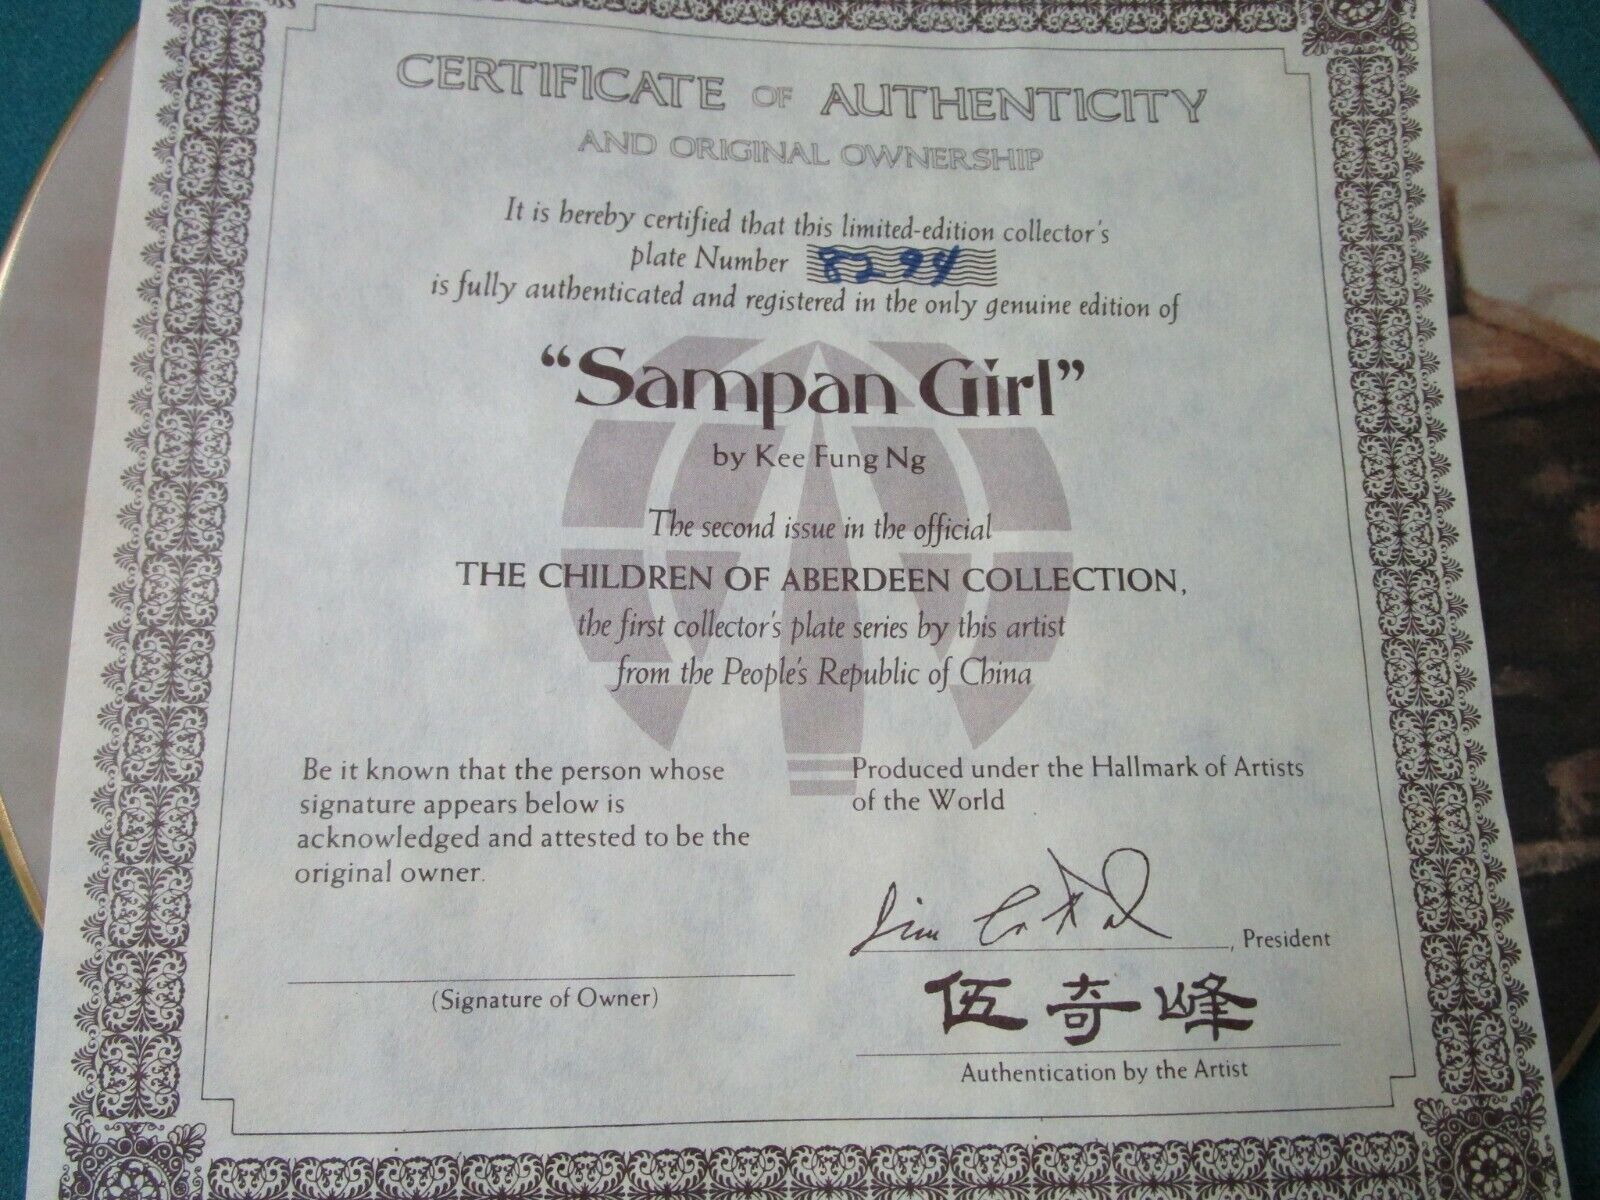 CERTIFICATE OF AUTHENTICITY
AND ORIGINAL OWNERSHIP
It is hereby certified that this limited-edition collector's
plate Number 8294
is fully authenticated and registered in the only genuine edition of
“Sampan Girl”
by Kee Fung Ng
The second issue in the official
THE CHILDREN OF ABERDEEN COLLECTION,
the first collector's plate series by this artist
from the People's Republic of China
Be it known that the person whose
signature appears below is
acknowledged and attested to be the
original owner.
(Signature of Owner)
Produced under the Hallmark of Artists
of the World
, President
伍奇峰
Authentication by the Artist